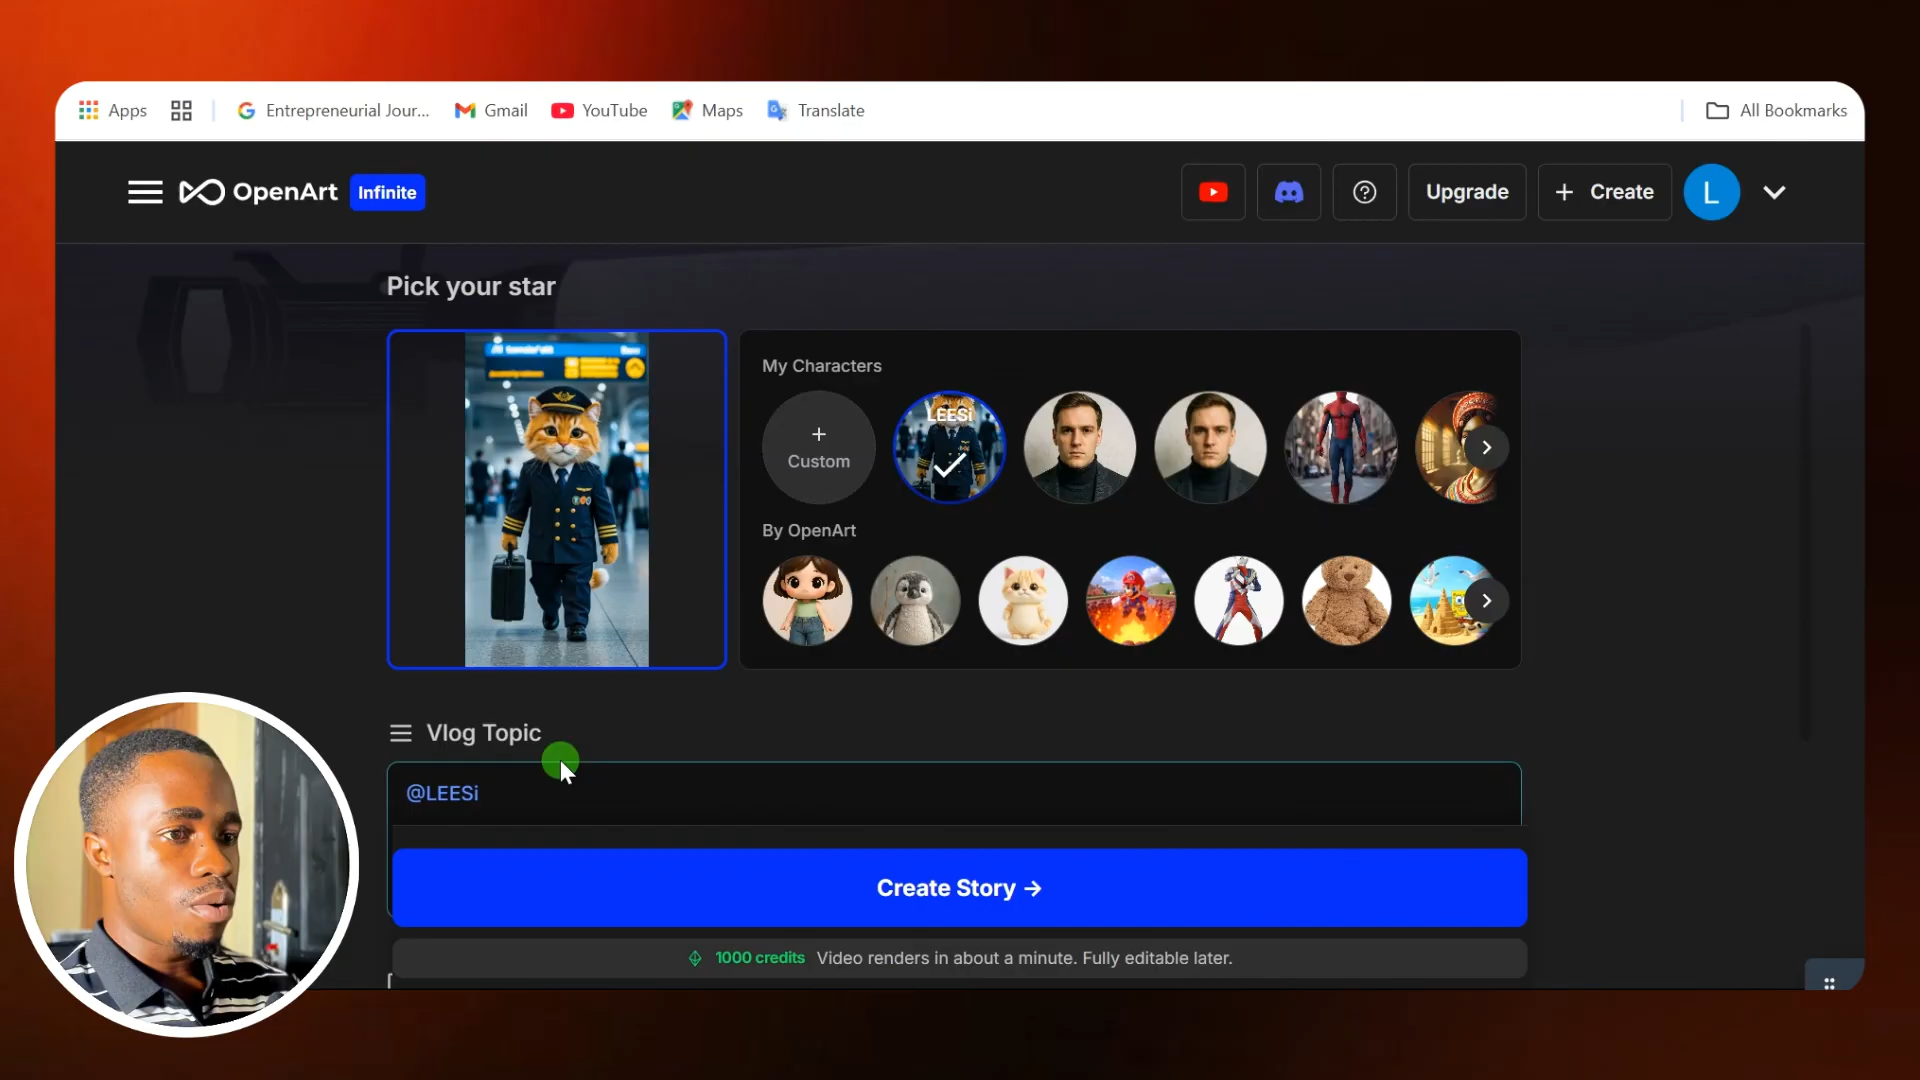 Apps
Entrepreneurial Jour...
Gmail
YouTube
Maps
Translate
All Bookmarks
OpenArt
Infinite
Upgrade
+ Create
L
Pick your star
My Characters
+
Custom
LEESi
By OpenArt
Vlog Topic
@LEESi
Create Story →
1000 credits Video renders in about a minute. Fully editable later.